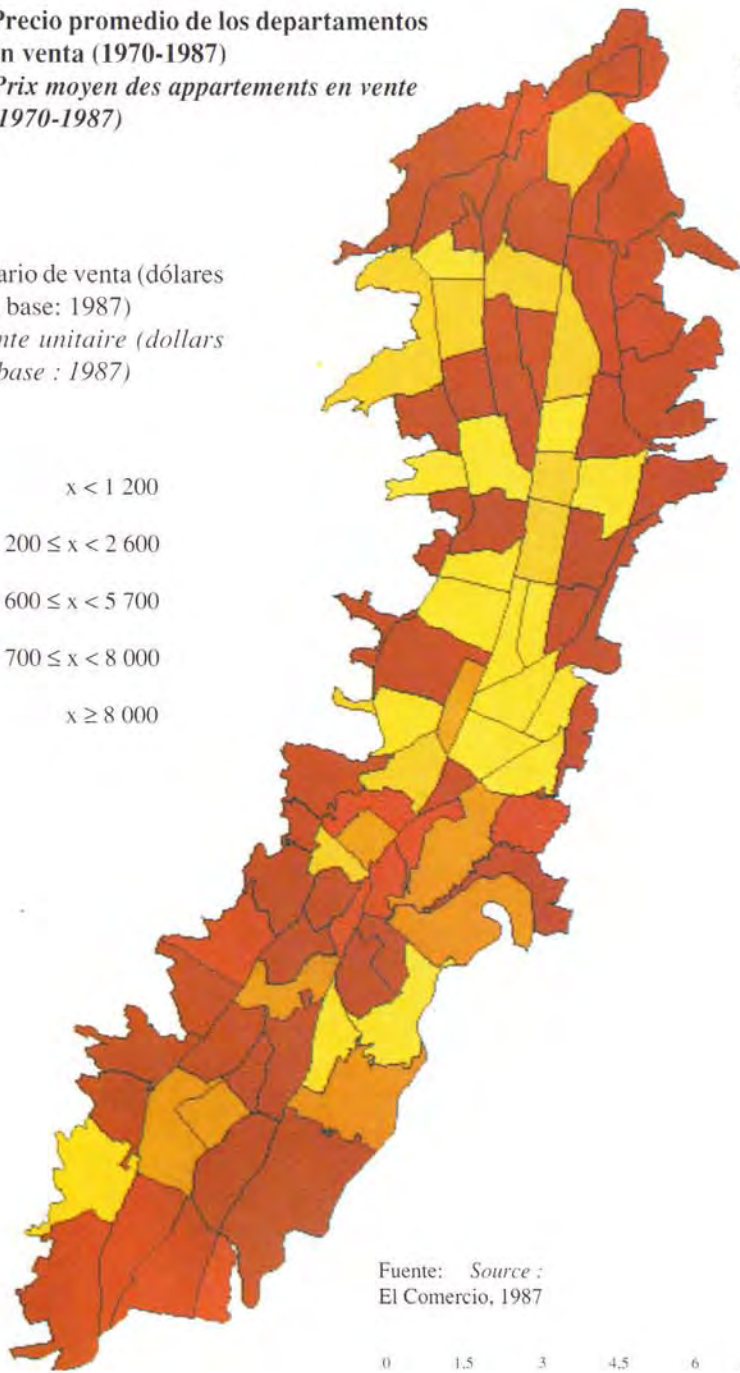 Precio promedio de los departamentos
n venta (1970-1987)
Prix moyen des appartements en vente
1970-1987)
ario de venta (dólares
base: 1987)
nte unitaire (dollars
base : 1987)
x < 1 200
200 ≤ x < 2 600
600 ≤ x < 5 700
700 ≤ x < 8 000
x ≥ 8 000
Fuente: Source :
El Comercio, 1987
0 1.5 3 4.5 6